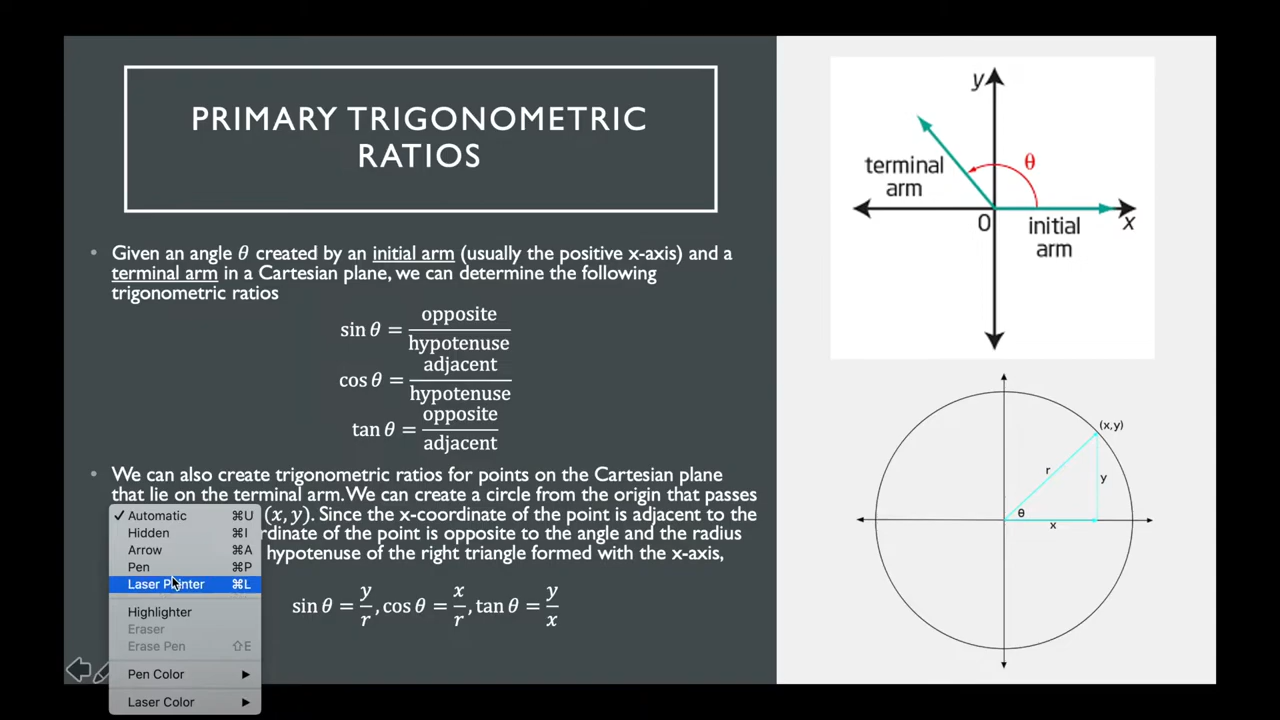 PRIMARY TRIGONOMETRIC
RATIOS
• Given an angle θ created by an initial arm (usually the positive x-axis) and a
terminal arm in a Cartesian plane, we can determine the following
trigonometric ratios
sin θ = opposite/hypotenuse
cos θ = adjacent/hypotenuse
tan θ = opposite/adjacent
• We can also create trigonometric ratios for points on the Cartesian plane
that lie on the terminal arm. We can create a circle from the origin that passes
(x, y). Since the x-coordinate of the point is adjacent to the
of the point is opposite to the angle and the radius
hypotenuse of the right triangle formed with the x-axis,
sin θ = y/r, cos θ = x/r, tan θ = y/x
✓ Automatic ⌘U
Hidden ⌘I
Arrow ⌘A
Pen ⌘P
Laser Pointer ⌘L
Highlighter
Eraser
Erase Pen ⇧E
Pen Color
Laser Color
y
θ
terminal
arm
0
x
initial
arm
(x,y)
r
y
θ
x